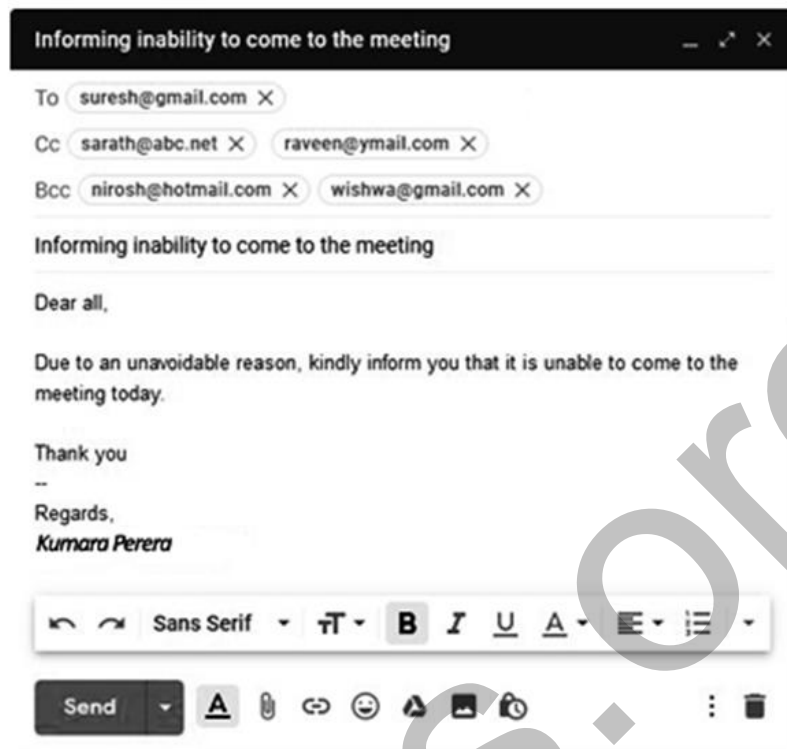 Informing inability to come to the meeting
To suresh@gmail.com
Cc sarath@abc.net raveen@ymail.com
Bcc nirosh@hotmail.com wishwa@gmail.com
Informing inability to come to the meeting
Dear all,
Due to an unavoidable reason, kindly inform you that it is unable to come to the
meeting today.
Thank you
--
Regards,
Kumara Perera
Sans Serif TT B I U A
Send A